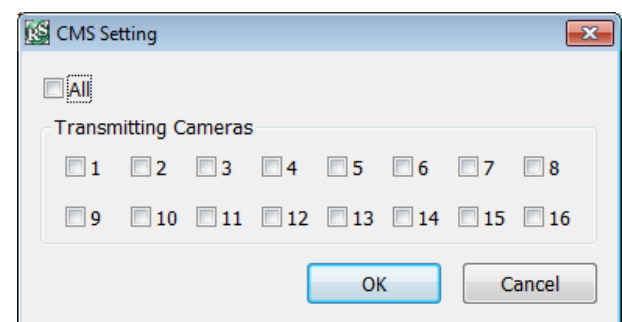 RS CMS Setting
All
Transmitting Cameras
1 2 3 4 5 6 7 8
9 10 11 12 13 14 15 16
OK Cancel